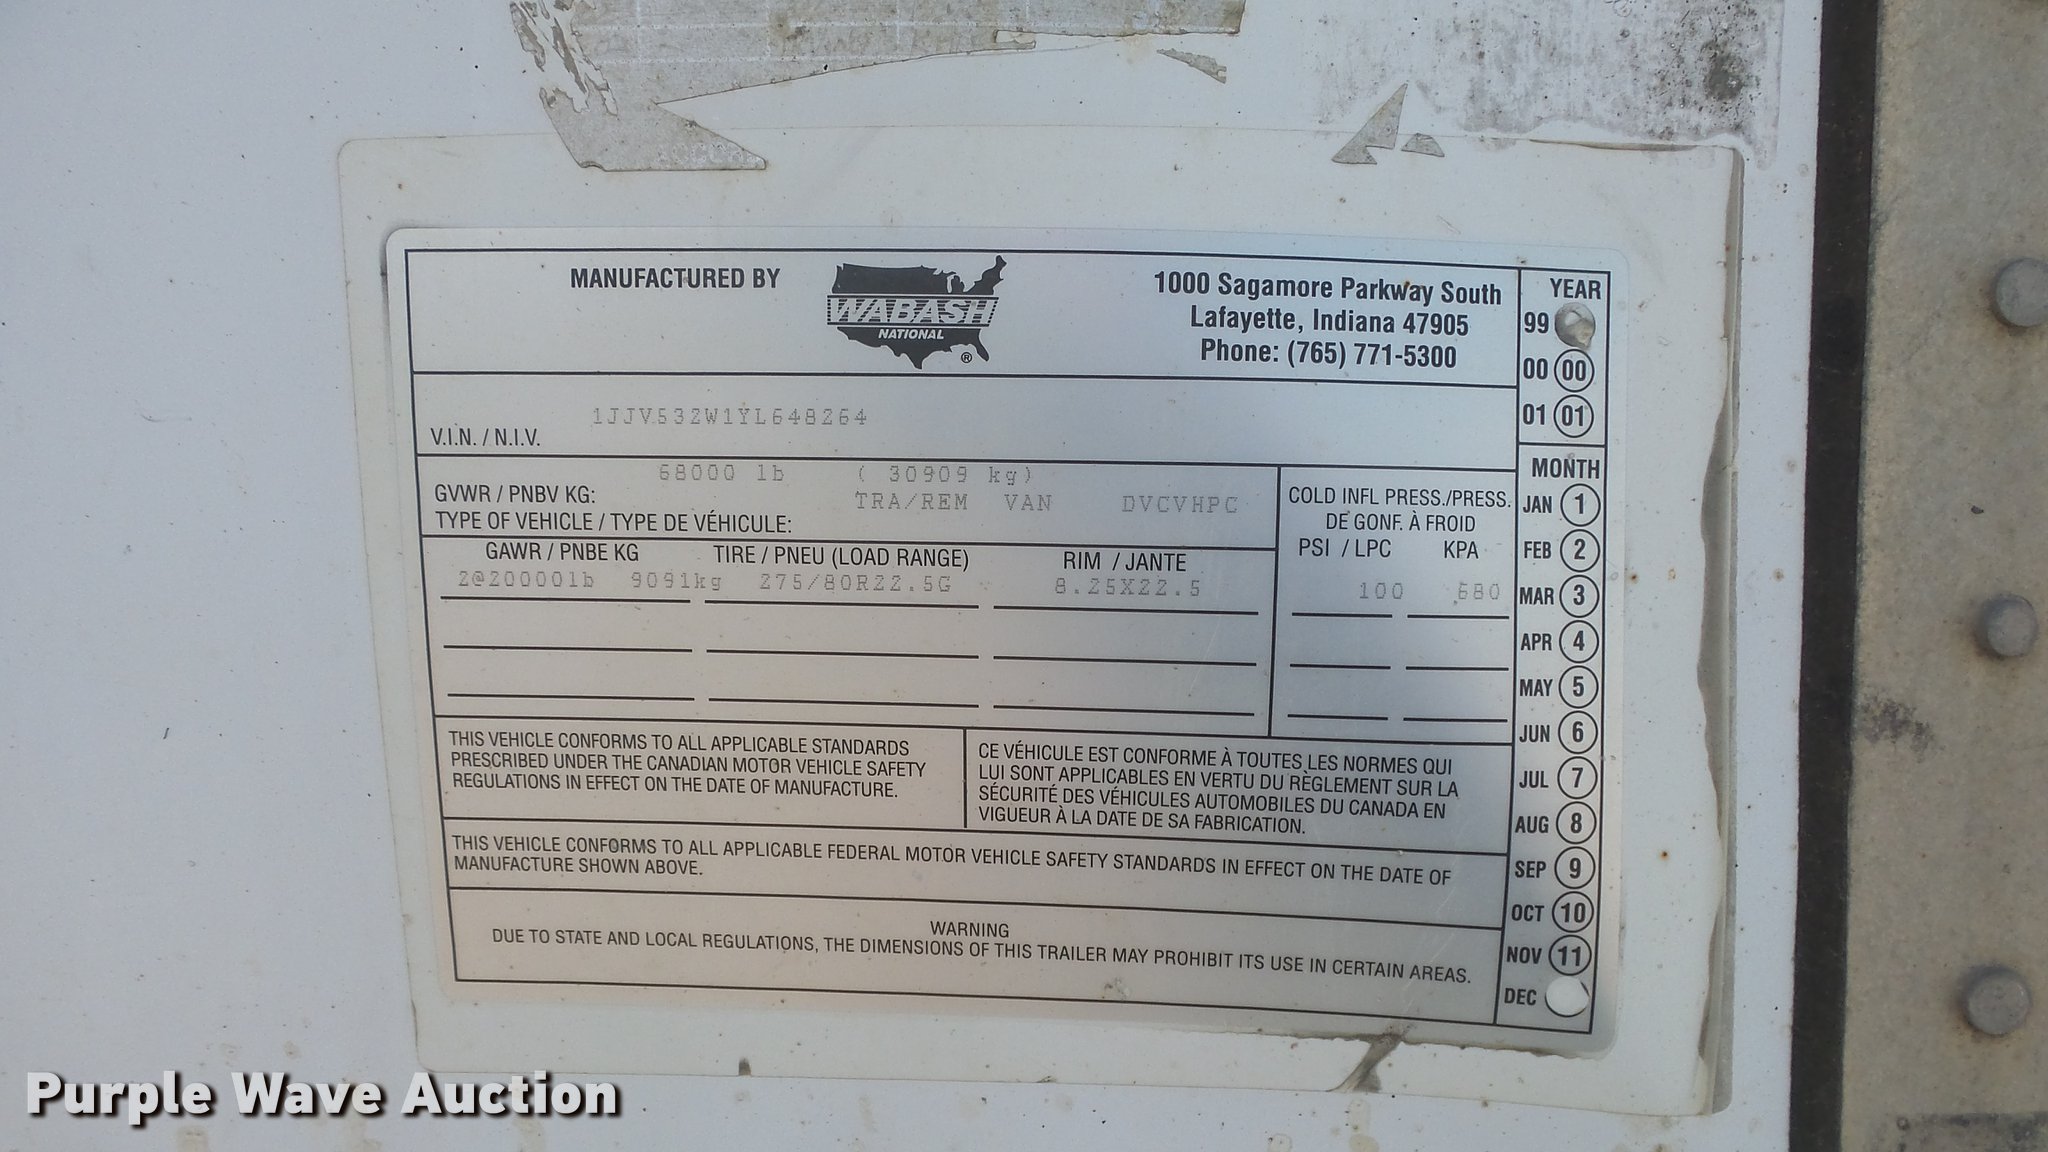 MANUFACTURED BY
WABASH
NATIONAL
®
1000 Sagamore Parkway South
Lafayette, Indiana 47905
Phone: (765) 771-5300
V.I.N. / N.I.V.
1JJV532W1YL648264
68000 lb ( 30909 kg)
GVWR / PNBV KG:
TRA/REM VAN DVCVHPC
TYPE OF VEHICLE / TYPE DE VÉHICULE:
COLD INFL PRESS./PRESS.
DE GONF. À FROID
PSI / LPC KPA
GAWR / PNBE KG TIRE / PNEU (LOAD RANGE) RIM / JANTE
2@20000lb 9091kg 275/80R22.5G 8.25X22.5 100 680
THIS VEHICLE CONFORMS TO ALL APPLICABLE STANDARDS
PRESCRIBED UNDER THE CANADIAN MOTOR VEHICLE SAFETY
REGULATIONS IN EFFECT ON THE DATE OF MANUFACTURE.
CE VÉHICULE EST CONFORME À TOUTES LES NORMES QUI
LUI SONT APPLICABLES EN VERTU DU RÈGLEMENT SUR LA
SÉCURITÉ DES VÉHICULES AUTOMOBILES DU CANADA EN
VIGUEUR À LA DATE DE SA FABRICATION.
THIS VEHICLE CONFORMS TO ALL APPLICABLE FEDERAL MOTOR VEHICLE SAFETY STANDARDS IN EFFECT ON THE DATE OF
MANUFACTURE SHOWN ABOVE.
WARNING
DUE TO STATE AND LOCAL REGULATIONS, THE DIMENSIONS OF THIS TRAILER MAY PROHIBIT ITS USE IN CERTAIN AREAS.
YEAR
99
00 00
01 01
MONTH
JAN 1
FEB 2
MAR 3
APR 4
MAY 5
JUN 6
JUL 7
AUG 8
SEP 9
OCT 10
NOV 11
DEC
Purple Wave Auction